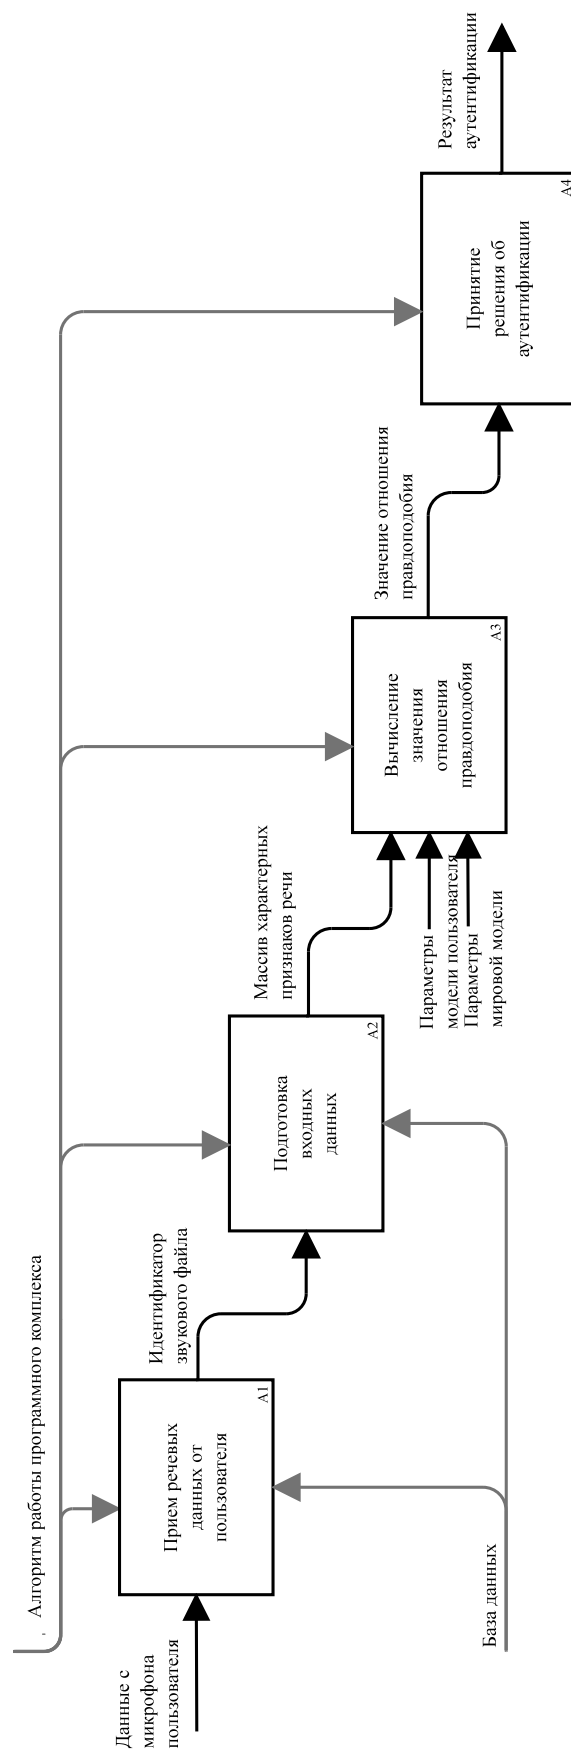 Алгоритм работы программного комплекса
Данные с
микрофона
пользователя
Прием речевых
данных от
пользователя
A1
Идентификатор
звукового файла
База данных
Подготовка
входных
данных
A2
Массив характерных
признаков речи
Параметры
модели пользователя
Параметры
мировой модели
Вычисление
значения
отношения
правдоподобия
A3
Значение отношения
правдоподобия
Принятие
решения об
аутентификации
A4
Результат
аутентификации